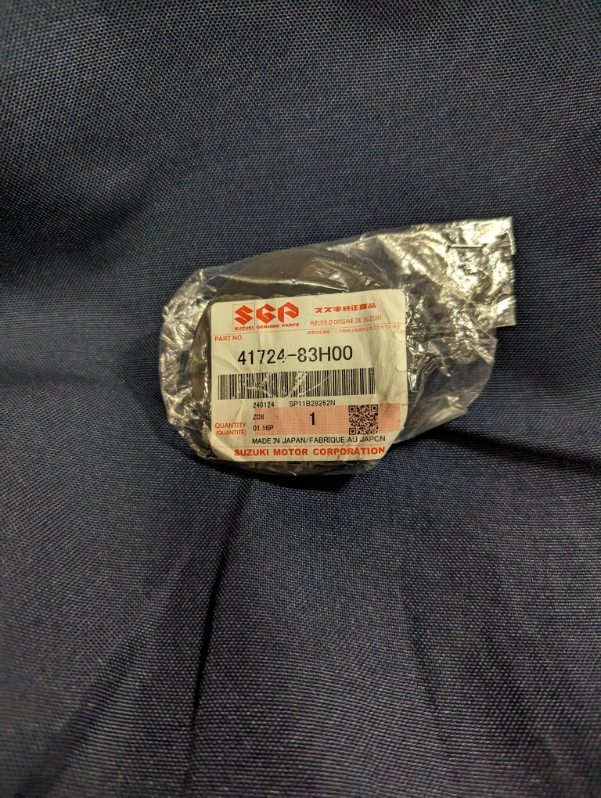 SGP
スズキ純正部品
SUZUKI GENUINE PARTS
PIECES D'ORIGINE DE SUZUKI
PART NO.
41724-83H00
240124 SP11B28262N
Z08
QUANTITY
(QUANTITE)
01.16P
1
MADE IN JAPAN/FABRIQUE AU JAPON
SUZUKI MOTOR CORPORATION